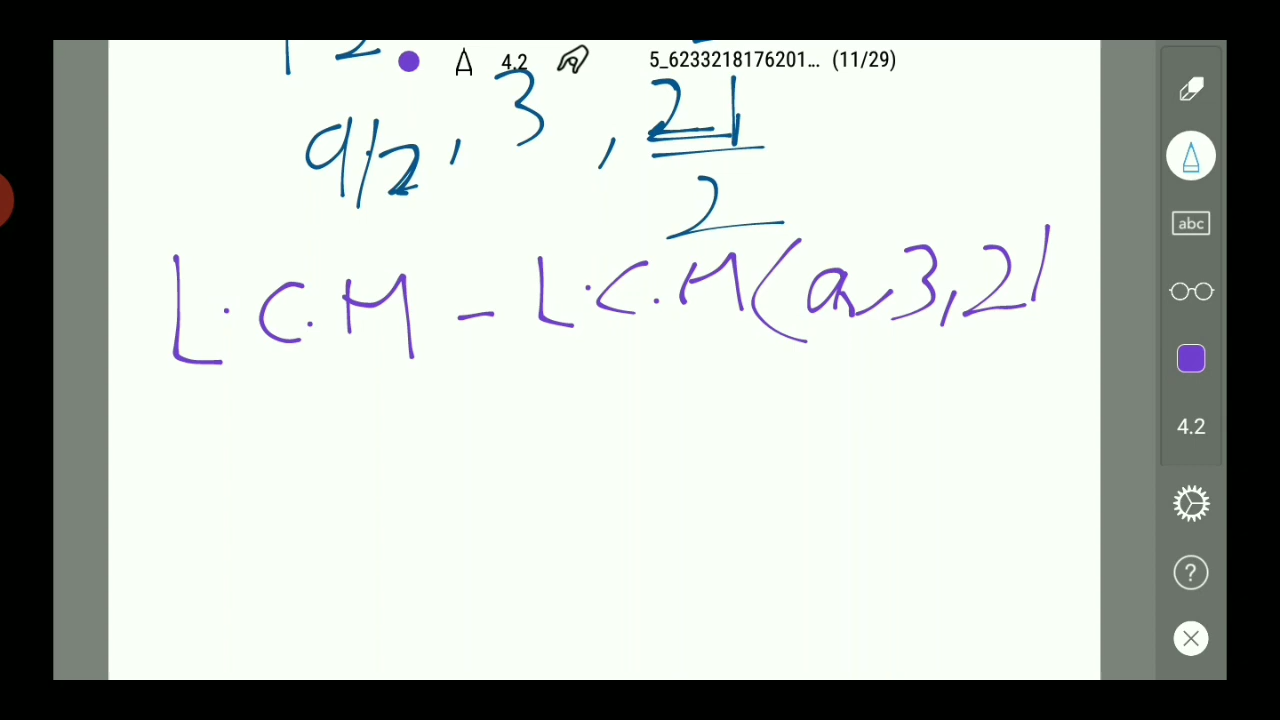 4.2 5_6233218176201... (11/29)
9/2, 3, 21/2
abc
L.C.M - L.C.M(9,3,21
4.2
?